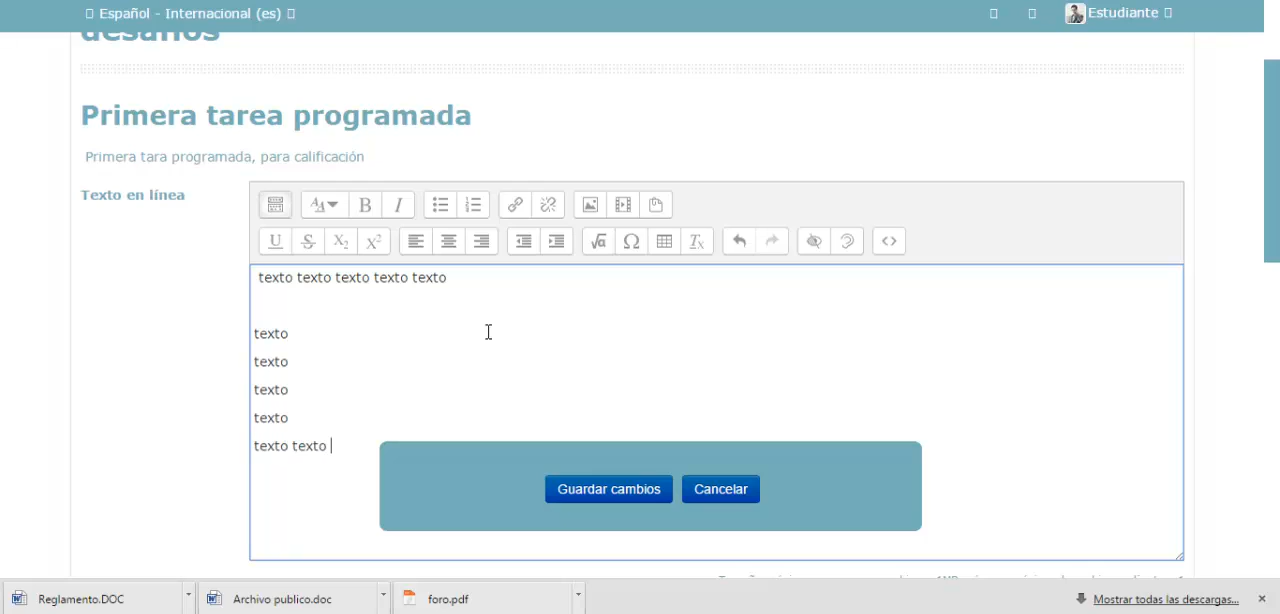 Español - Internacional (es)
Estudiante
desafíos
Primera tarea programada
Primera tara programada, para calificación
Texto en línea
texto texto texto texto texto
texto
texto
texto
texto
texto texto
Guardar cambios Cancelar
Reglamento.DOC
Archivo publico.doc
foro.pdf
Mostrar todas las descargas...